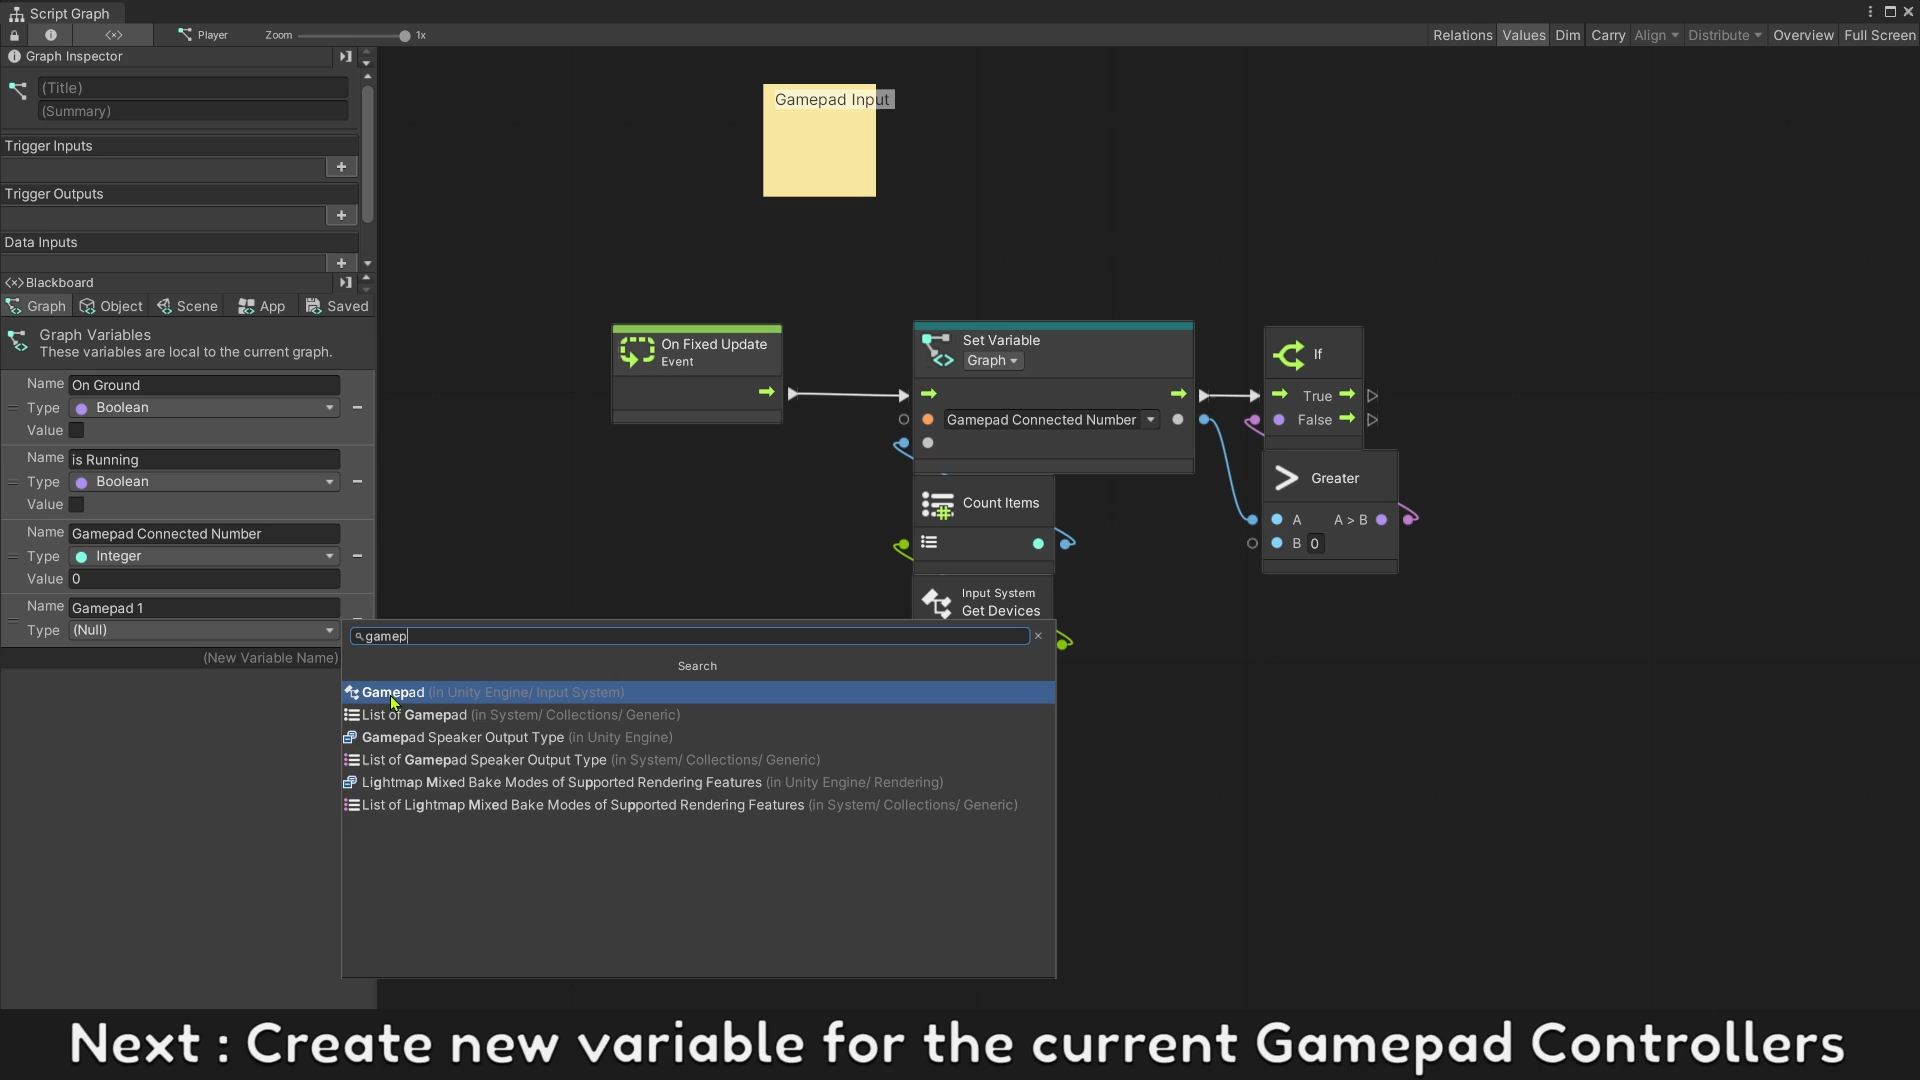 Script Graph
Player
Zoom
1x
Relations
Values
Dim
Carry
Align
Distribute
Overview
Full Screen
Graph Inspector
(Title)
(Summary)
Trigger Inputs
Trigger Outputs
Data Inputs
Blackboard
Graph
Object
Scene
App
Saved
Graph Variables
These variables are local to the current graph.
Name On Ground
Type Boolean
Value
Name is Running
Type Boolean
Value
Name Gamepad Connected Number
Type Integer
Value 0
Name Gamepad 1
Type (Null)
(New Variable Name)
Gamepad Input
On Fixed Update
Event
Set Variable
Graph
Gamepad Connected Number
If
True
False
Count Items
Greater
A A > B
B 0
Input System
Get Devices
gamep
Search
Gamepad (in Unity Engine/ Input System)
List of Gamepad (in System/ Collections/ Generic)
Gamepad Speaker Output Type (in Unity Engine)
List of Gamepad Speaker Output Type (in System/ Collections/ Generic)
Lightmap Mixed Bake Modes of Supported Rendering Features (in Unity Engine/ Rendering)
List of Lightmap Mixed Bake Modes of Supported Rendering Features (in System/ Collections/ Generic)
Next : Create new variable for the current Gamepad Controllers